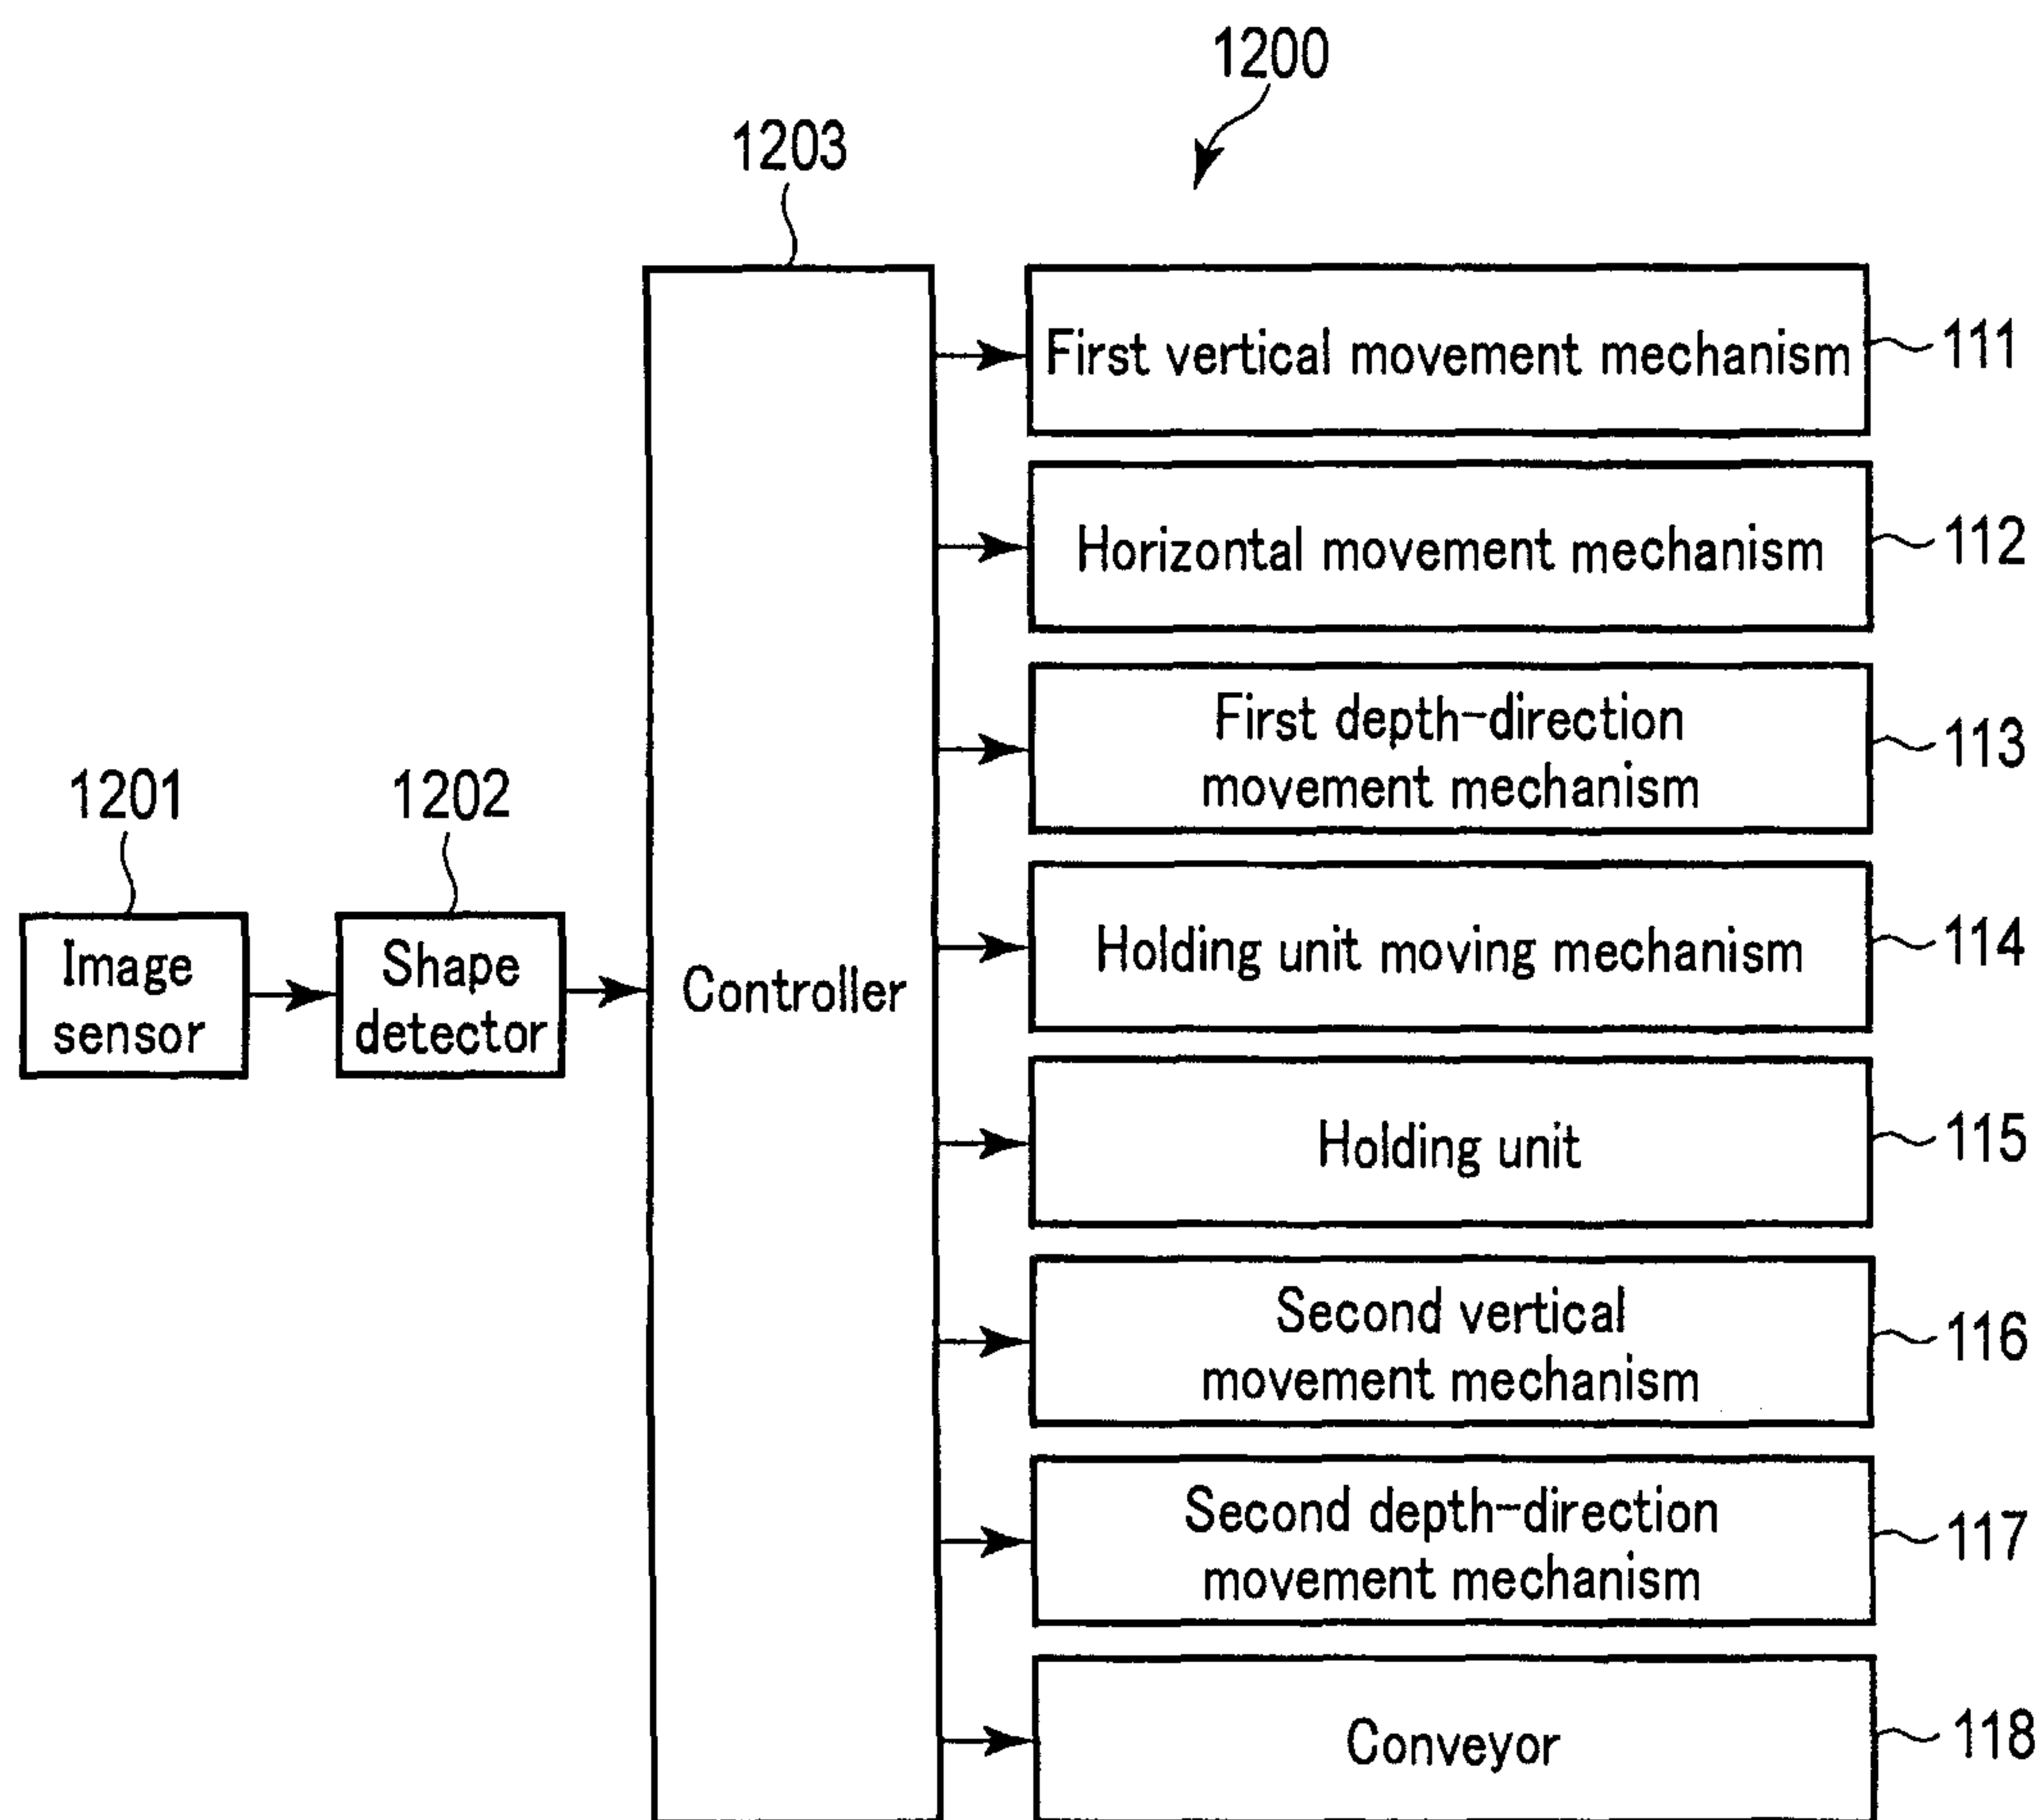 1200
1203
First vertical movement mechanism
111
Horizontal movement mechanism
112
First depth-direction
movement mechanism
113
1201
1202
Image
sensor
Shape
detector
Controller
Holding unit moving mechanism
114
Holding unit
115
Second vertical
movement mechanism
116
Second depth-direction
movement mechanism
117
Conveyor
118